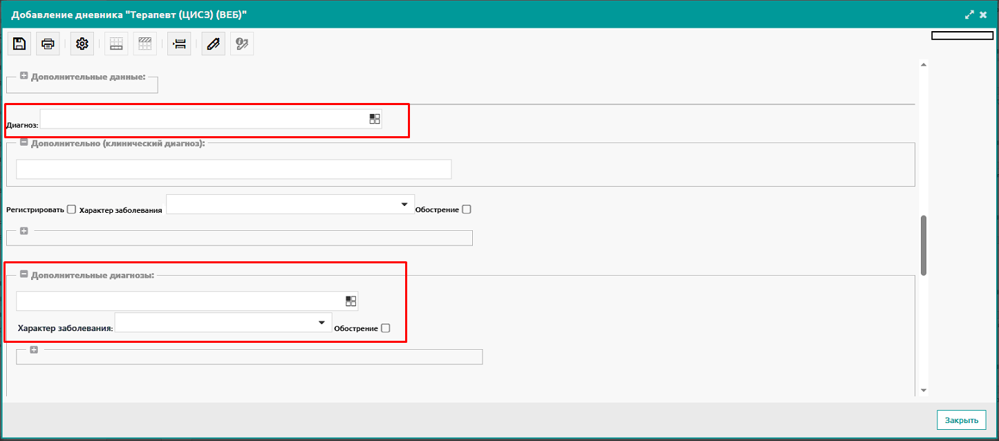 Добавление дневника "Терапевт (ЦИСЗ) (ВЕБ)"
Дополнительные данные:
Диагноз:
Дополнительно (клинический диагноз):
Регистрировать Характер заболевания Обострение
Дополнительные диагнозы:
Характер заболевания: Обострение
Закрыть